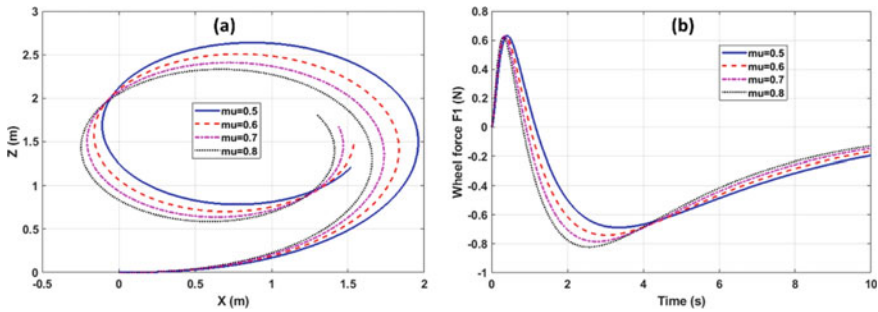 (a)
3
2.5
2
1.5
1
0.5
0
Z (m)
mu=0.5
mu=0.6
mu=0.7
mu=0.8
-0.5 0 0.5 1 1.5 2
X (m)
(b)
0.8
0.6
0.4
0.2
0
-0.2
-0.4
-0.6
-0.8
-1
Wheel force F1 (N)
mu=0.5
mu=0.6
mu=0.7
mu=0.8
0 2 4 6 8 10
Time (s)